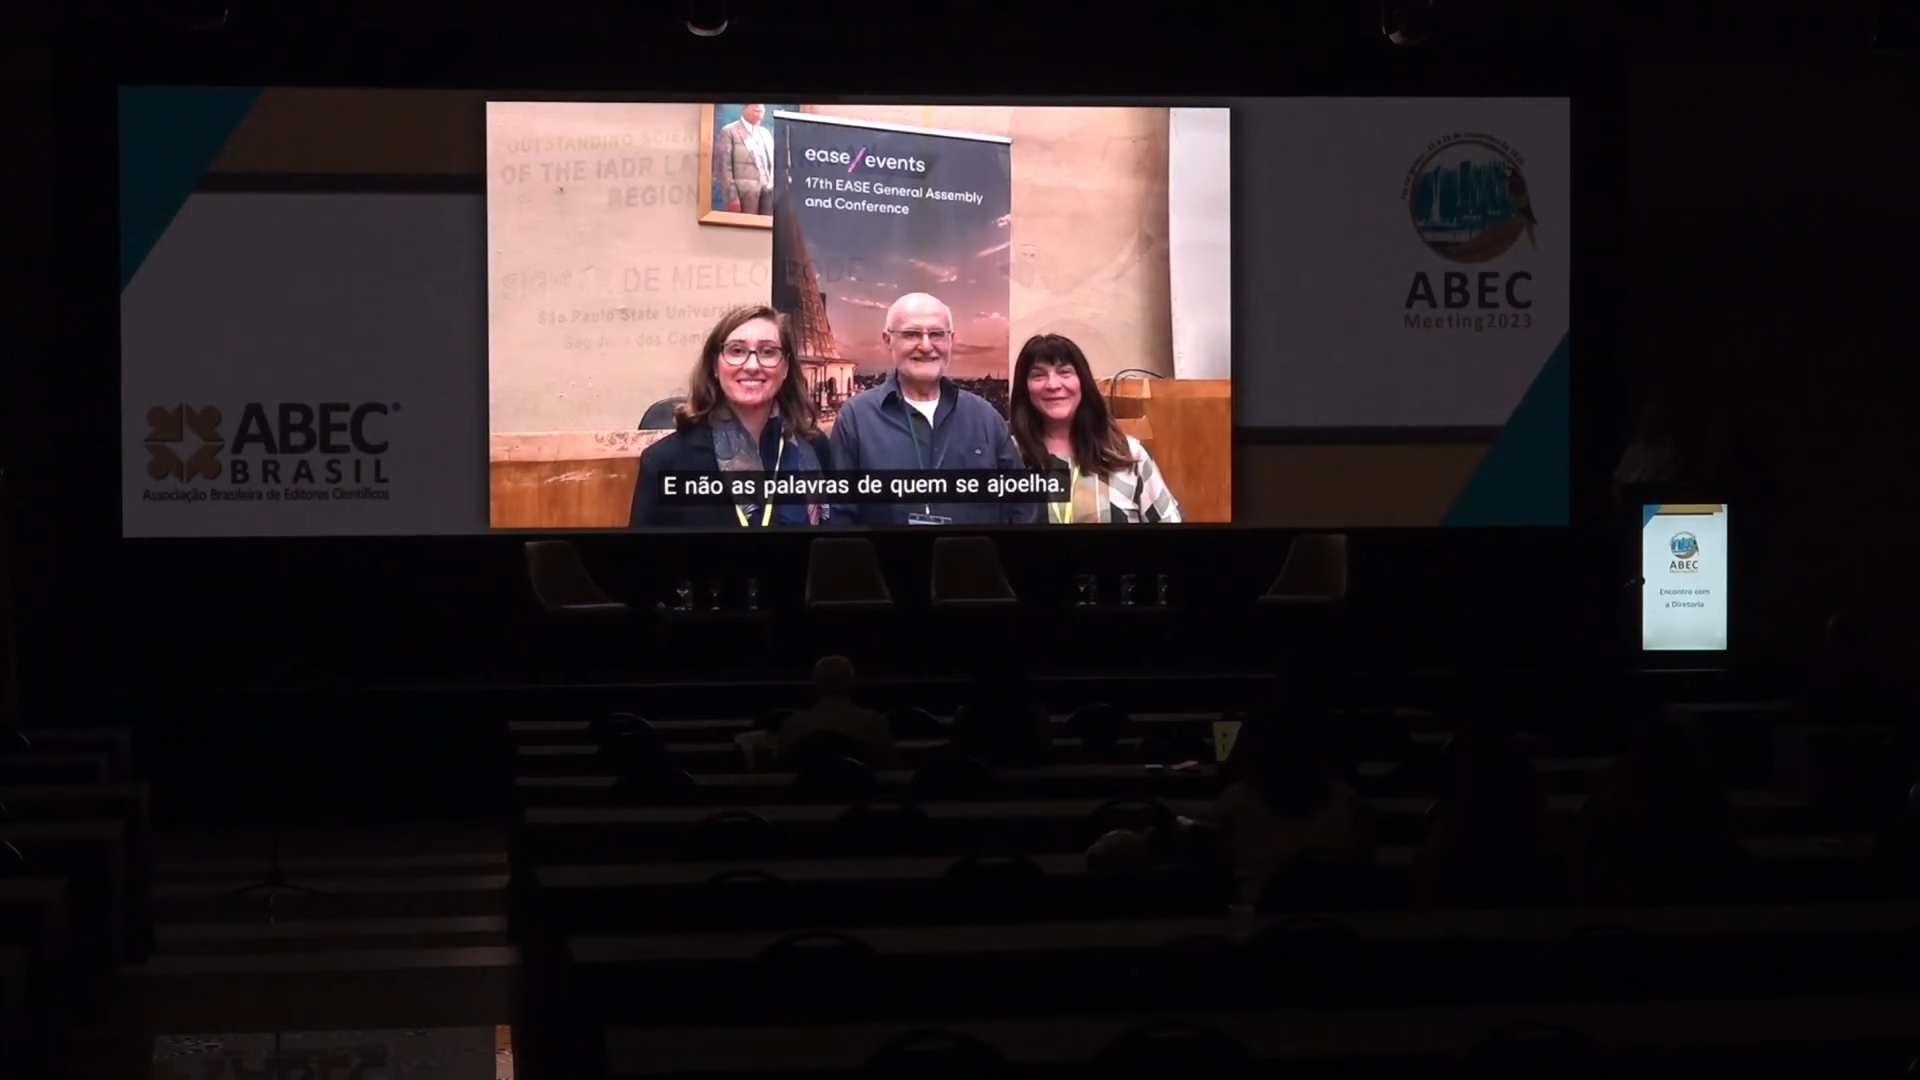 OUTSTANDING SCIEN
OF THE IADR LAT
REGION
DE MELLO
São Paulo State Universit
ease/events
17th EASE General Assembly
and Conference
E não as palavras de quem se ajoelha.
ABEC
BRASIL
Associação Brasileira de Editores Científicos
ABEC
Meeting2023
ABEC
Encontro com
a Diretoria